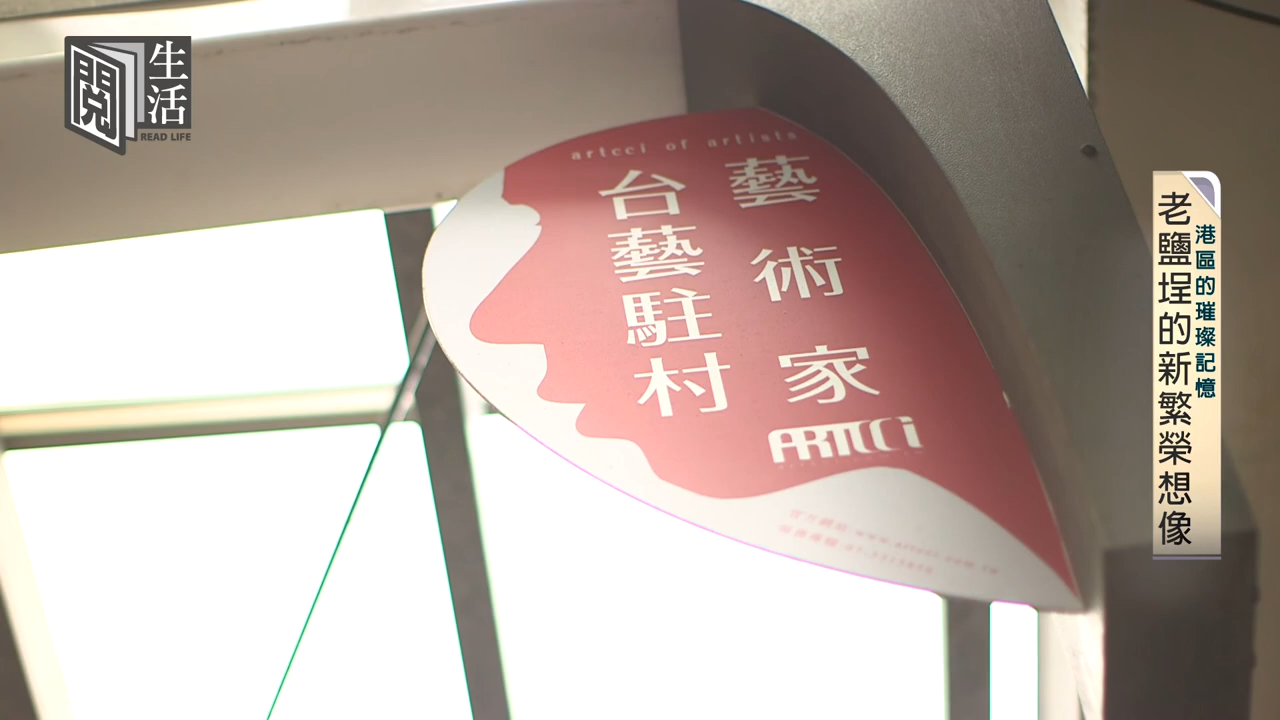 閱
生活
READ LIFE
artcci of artists
藝術家
台藝駐村
ARTCCi
港區的璀璨記憶
老鹽埕的新繁榮想像